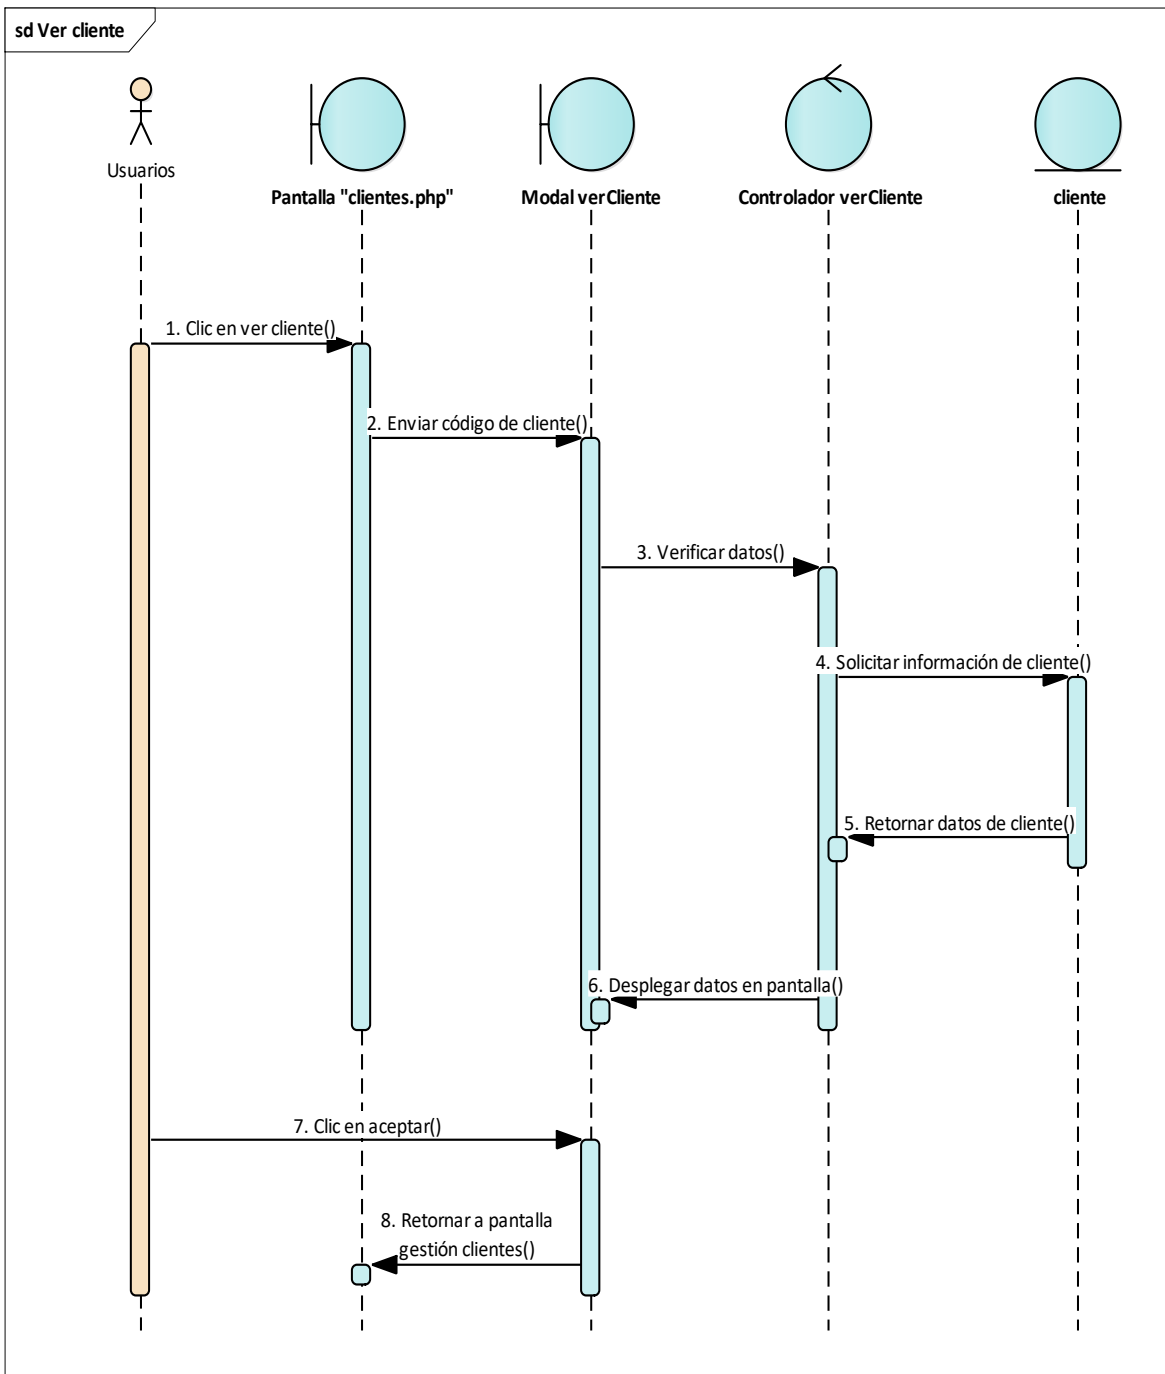 sd Ver cliente
Usuarios
Pantalla "clientes.php"
Modal verCliente
Controlador verCliente
cliente
1. Clic en ver cliente()
2. Enviar código de cliente()
3. Verificar datos()
4. Solicitar información de cliente()
5. Retornar datos de cliente()
6. Desplegar datos en pantalla()
7. Clic en aceptar()
8. Retornar a pantalla
gestión clientes()